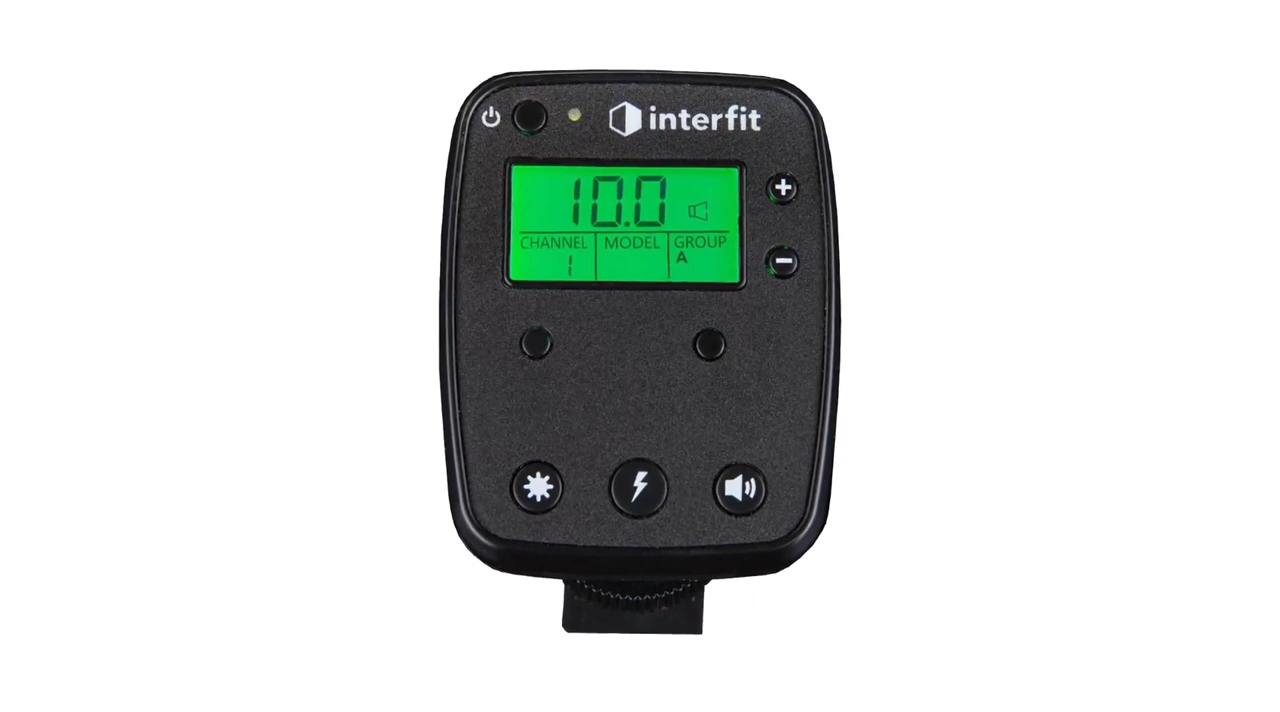 interfit
10.0
CHANNEL MODEL GROUP
1 A
+
-